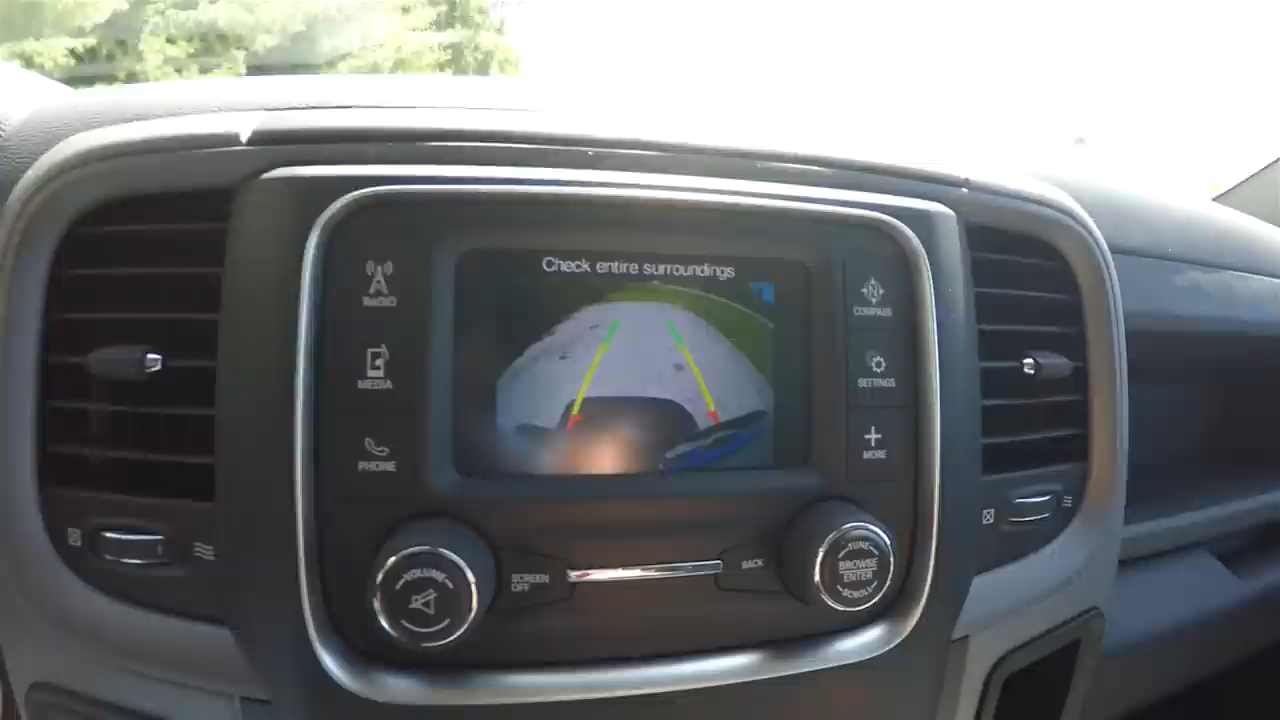 Check entire surroundings
RADIO
MEDIA
PHONE
N
COMPASS
SETTINGS
MORE
VOLUME
SCREEN
OFF
BACK
TUNE
BROWSE
ENTER
SCROLL